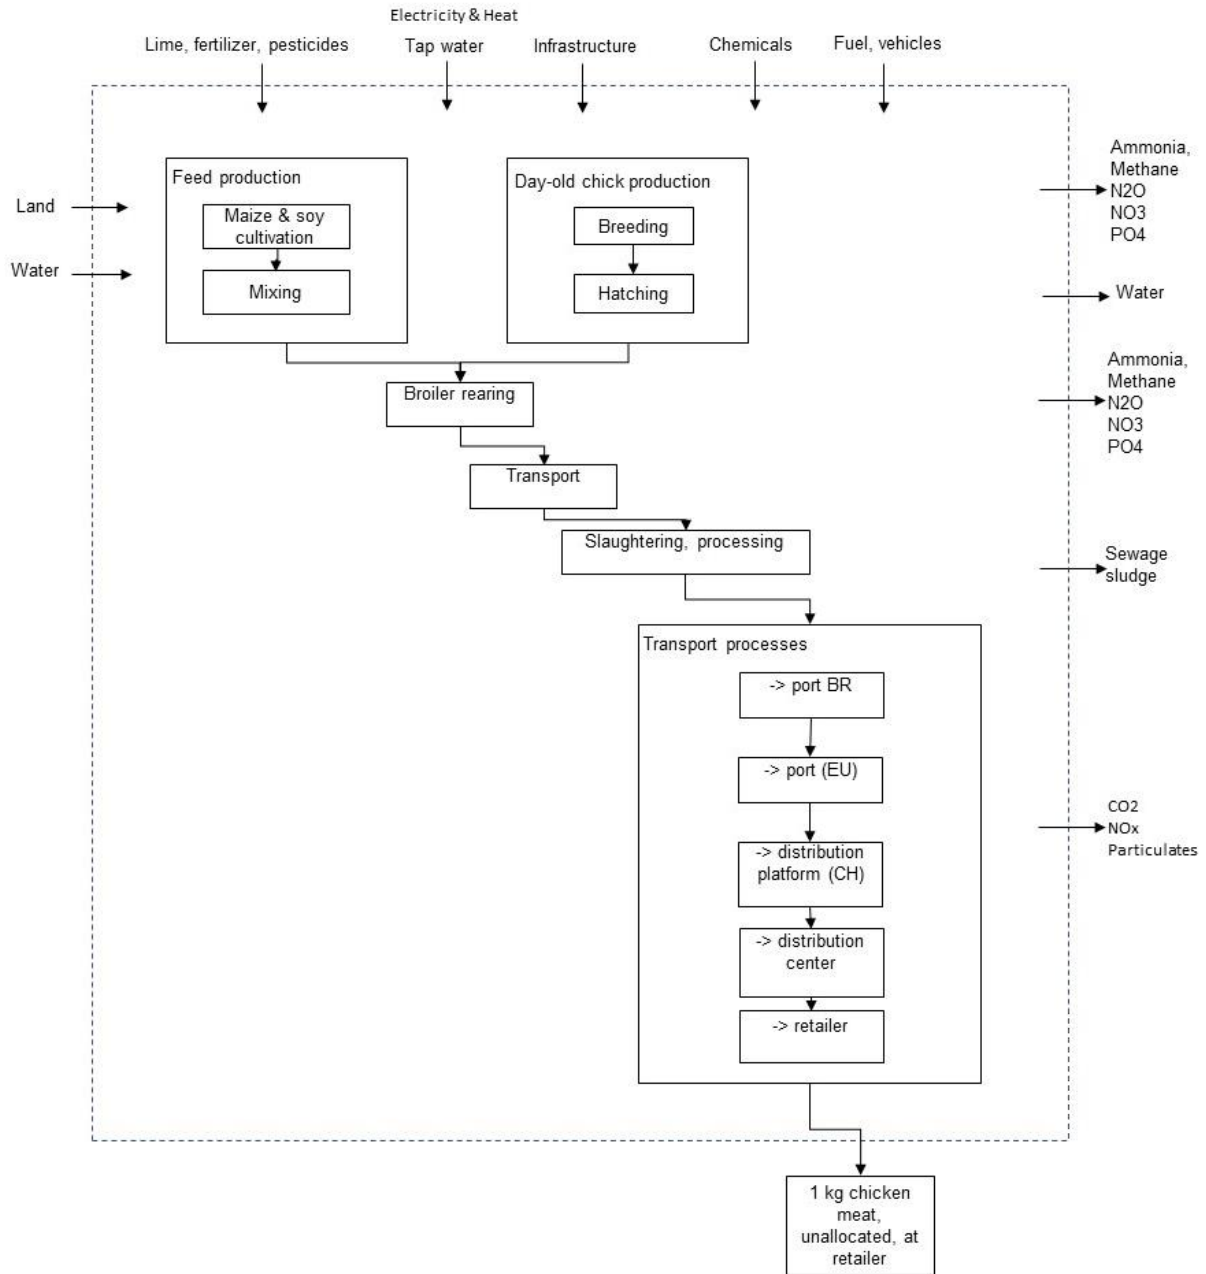 Electricity & Heat
Lime, fertilizer, pesticides
Tap water
Infrastructure
Chemicals
Fuel, vehicles
Land
Water
Feed production
Maize & soy
cultivation
Mixing
Day-old chick production
Breeding
Hatching
Ammonia,
Methane
N2O
NO3
PO4
Water
Ammonia,
Methane
N2O
NO3
PO4
Broiler rearing
Transport
Slaughtering, processing
Sewage
sludge
Transport processes
-> port BR
-> port (EU)
-> distribution
platform (CH)
-> distribution
center
-> retailer
CO2
NOx
Particulates
1 kg chicken
meat,
unallocated, at
retailer